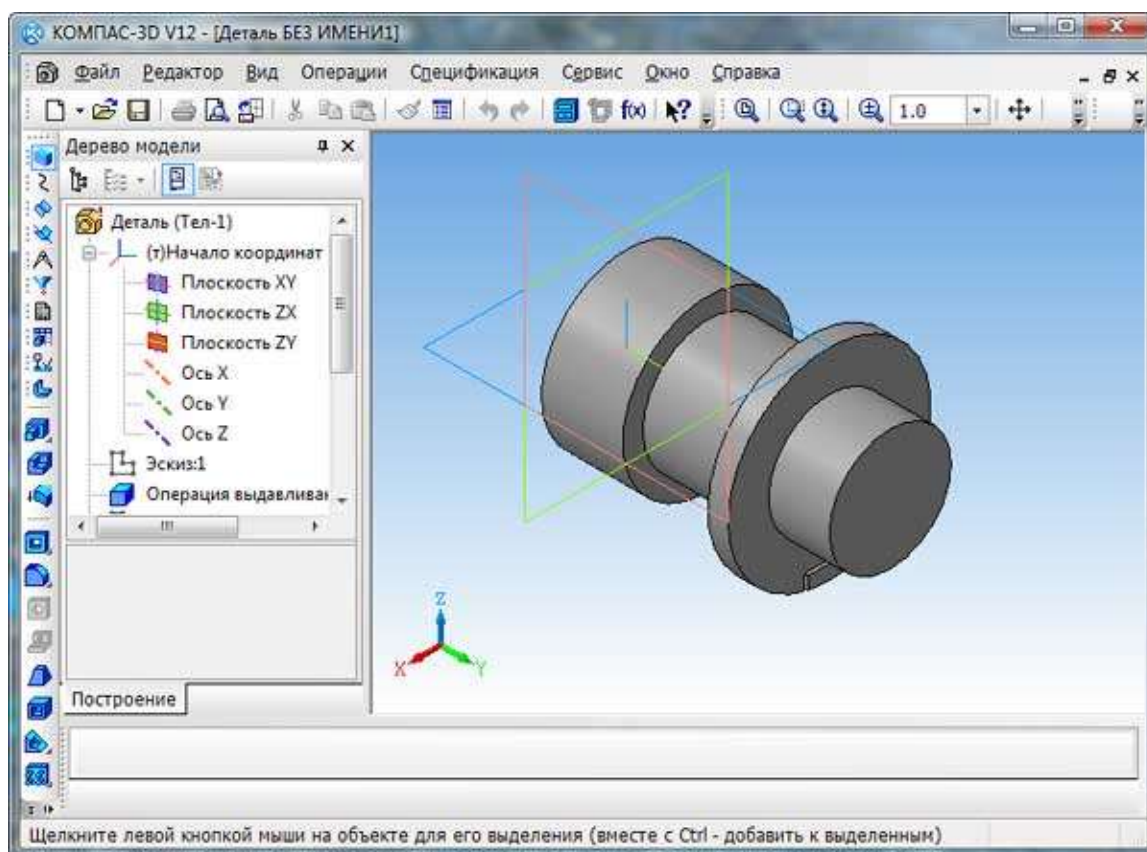 КОМПАС-3D V12 - [Деталь БЕЗ ИМЕНИ1]
Файл Редактор Вид Операции Спецификация Сервис Окно Справка
f(x) 1.0
Дерево модели
Деталь (Тел-1)
(т)Начало координат
Плоскость XY
Плоскость ZX
Плоскость ZY
Ось X
Ось Y
Ось Z
Эскиз:1
Операция выдавлива
Z
X Y
Построение
Щелкните левой кнопкой мыши на объекте для его выделения (вместе с Ctrl - добавить к выделенным)